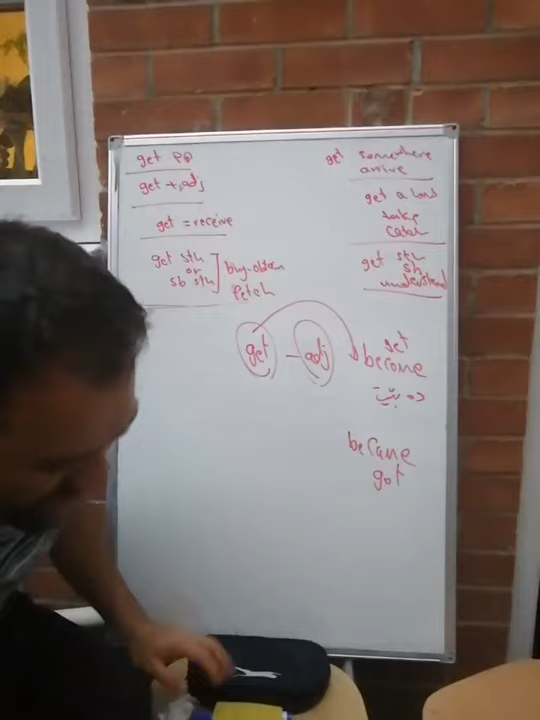 get pp
get + adj
get = receive
get sth
or
sb sth
buy-obtain
fetch
get somewhere
arrive
get a
take
catch
get sth
sb
understand
get – adj
get
become
became
got